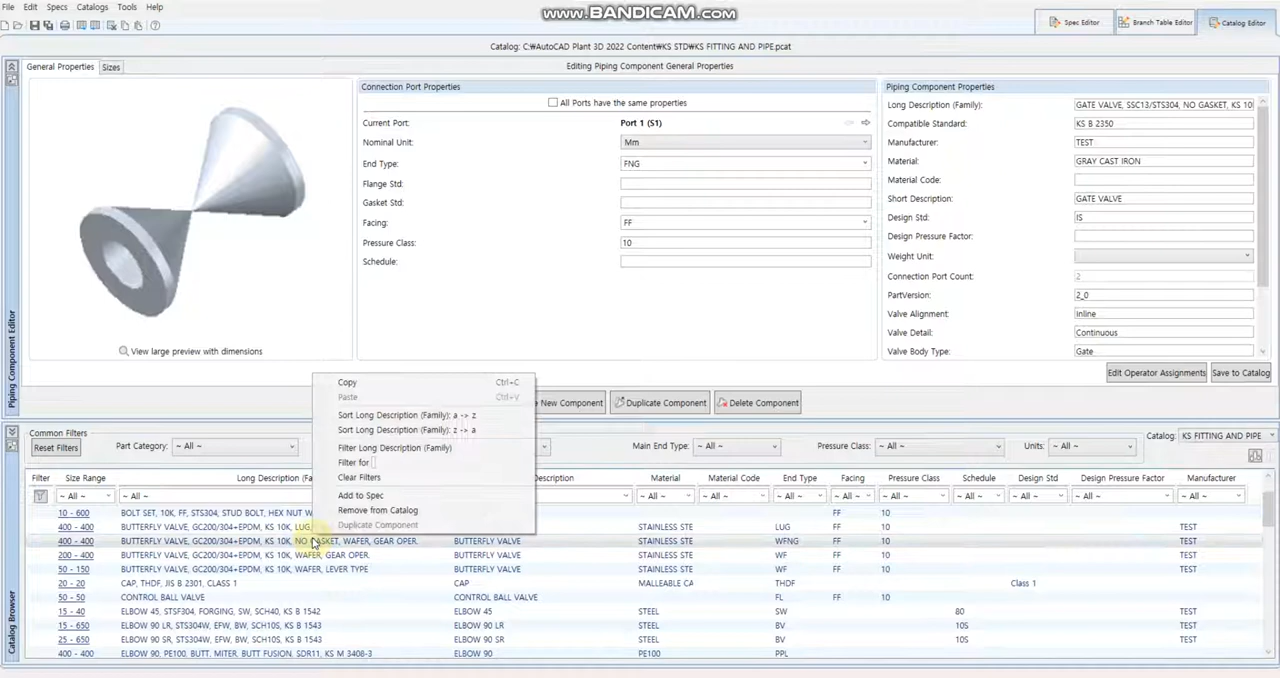 www.BANDICAM.com
File Edit Specs Catalogs Tools Help
Spec Editor Branch Table Editor Catalog Editor
Catalog: C:₩AutoCAD Plant 3D 2022 Content₩KS STD₩KS FITTING AND PIPE.pcat
General Properties Sizes
Editing Piping Component General Properties
Connection Port Properties
All Ports have the same properties
Current Port: Port 1 (S1)
Nominal Unit: Mm
End Type: FNG
Flange Std:
Gasket Std:
Facing: FF
Pressure Class: 10
Schedule:
Piping Component Properties
Long Description (Family): GATE VALVE, SSC13/STS304, NO GASKET, KS 10
Compatible Standard: KS B 2350
Manufacturer: TEST
Material: GRAY CAST IRON
Material Code:
Short Description: GATE VALVE
Design Std: IS
Design Pressure Factor:
Weight Unit:
Connection Port Count: 2
PartVersion: 2_0
Valve Alignment: Inline
Valve Detail: Continuous
Valve Body Type: Gate
View large preview with dimensions
Piping Component Editor
Edit Operator Assignments Save to Catalog
New Component Duplicate Component Delete Component
Copy Ctrl+C
Paste Ctrl+V
Sort Long Description (Family): a -> z
Sort Long Description (Family): z -> a
Filter Long Description (Family)
Filter for
Clear Filters
Add to Spec
Remove from Catalog
Duplicate Component
Catalog Browser
Common Filters
Reset Filters Part Category: ~ All ~ Main End Type: ~ All ~ Pressure Class: ~ All ~ Units: ~ All ~ Catalog: KS FITTING AND PIPE
Filter Size Range Long Description (Fa Description Material Material Code End Type Facing Pressure Class Schedule Design Std Design Pressure Factor Manufacturer
~ All ~ ~ All ~ ~ All ~ ~ All ~ ~ All ~ ~ All ~ ~ All ~ ~ All ~ ~ All ~ ~ All ~ ~ All ~
10 - 600 BOLT SET, 10K, FF, STS304, STUD BOLT, HEX NUT W FF 10
400 - 400 BUTTERFLY VALVE, GC200/304+EPDM, KS 10K, LUG, STAINLESS STE LUG FF 10 TEST
400 - 400 BUTTERFLY VALVE, GC200/304+EPDM, KS 10K, NO GASKET, WAFER, GEAR OPER. BUTTERFLY VALVE STAINLESS STE WFNG FF 10 TEST
200 - 400 BUTTERFLY VALVE, GC200/304+EPDM, KS 10K, WAFER, GEAR OPER. BUTTERFLY VALVE STAINLESS STE WF FF 10 TEST
50 - 150 BUTTERFLY VALVE, GC200/304+EPDM, KS 10K, WAFER, LEVER TYPE BUTTERFLY VALVE STAINLESS STE WF FF 10 TEST
20 - 20 CAP, THDF, JIS B 2301, CLASS 1 CAP MALLEABLE CA THDF Class 1
50 - 50 CONTROL BALL VALVE CONTROL BALL VALVE FL FF 10
15 - 40 ELBOW 45, STSF304, FORGING, SW, SCH40, KS B 1542 ELBOW 45 STEEL SW 80 TEST
15 - 650 ELBOW 90 LR, STS304W, EFW, BW, SCH10S, KS B 1543 ELBOW 90 LR STEEL BV 10S TEST
25 - 650 ELBOW 90 SR, STS304W, EFW, BW, SCH10S, KS B 1543 ELBOW 90 SR STEEL BV 10S TEST
400 - 400 ELBOW 90, PE100, BUTT, MITER, BUTT FUSION, SDR11, KS M 3408-3 ELBOW 90 PE100 PPL